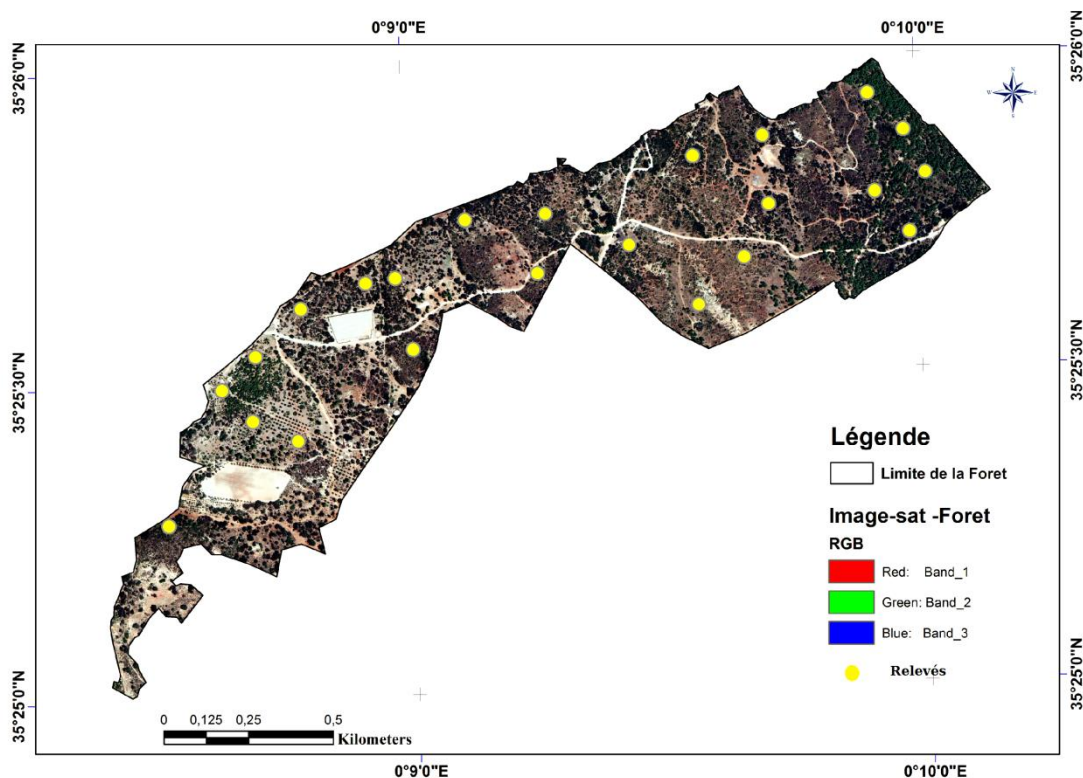 0°9'0"E 0°10'0"E
35°26'0"N
35°26'0"N
N
W E
S
35°25'30"N
35°25'30"N
Légende
Limite de la Foret
Image-sat -Foret
RGB
Red: Band_1
Green: Band_2
Blue: Band_3
Relevés
35°25'0"N
35°25'0"N
0 0,125 0,25 0,5
Kilometers
0°9'0"E 0°10'0"E